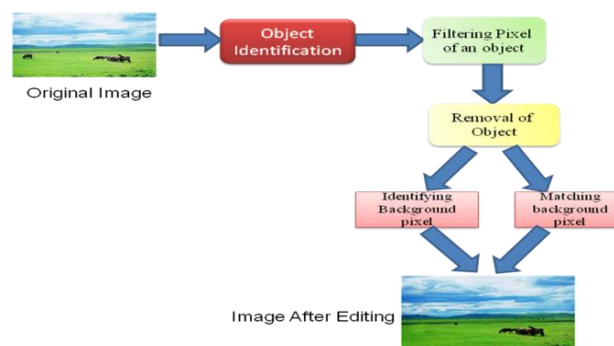 Object
Identification
Filtering Pixel
of an object
Original Image
Removal of
Object
Identifying
Background
pixel
Matching
background
pixel
Image After Editing